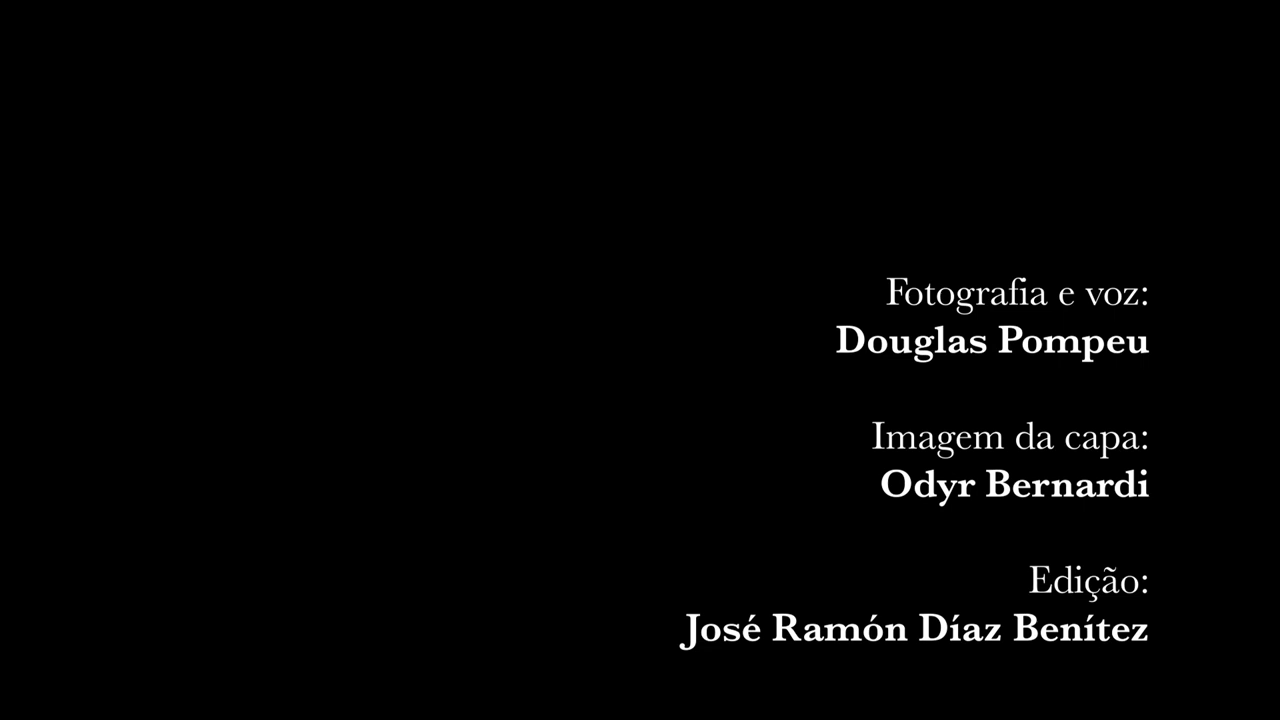 Fotografia e voz:
Douglas Pompeu
Imagem da capa:
Odyr Bernardi
Edição:
José Ramón Díaz Benítez